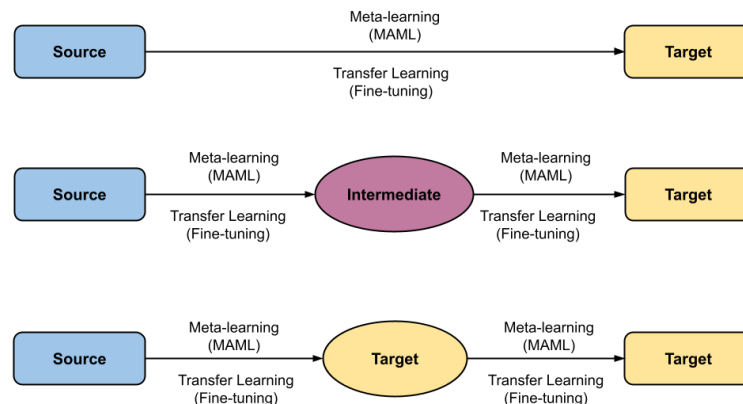 Meta-learning
(MAML)
Source
Target
Transfer Learning
(Fine-tuning)
Meta-learning
(MAML)
Meta-learning
(MAML)
Source
Intermediate
Target
Transfer Learning
(Fine-tuning)
Transfer Learning
(Fine-tuning)
Meta-learning
(MAML)
Meta-learning
(MAML)
Source
Target
Target
Transfer Learning
(Fine-tuning)
Transfer Learning
(Fine-tuning)